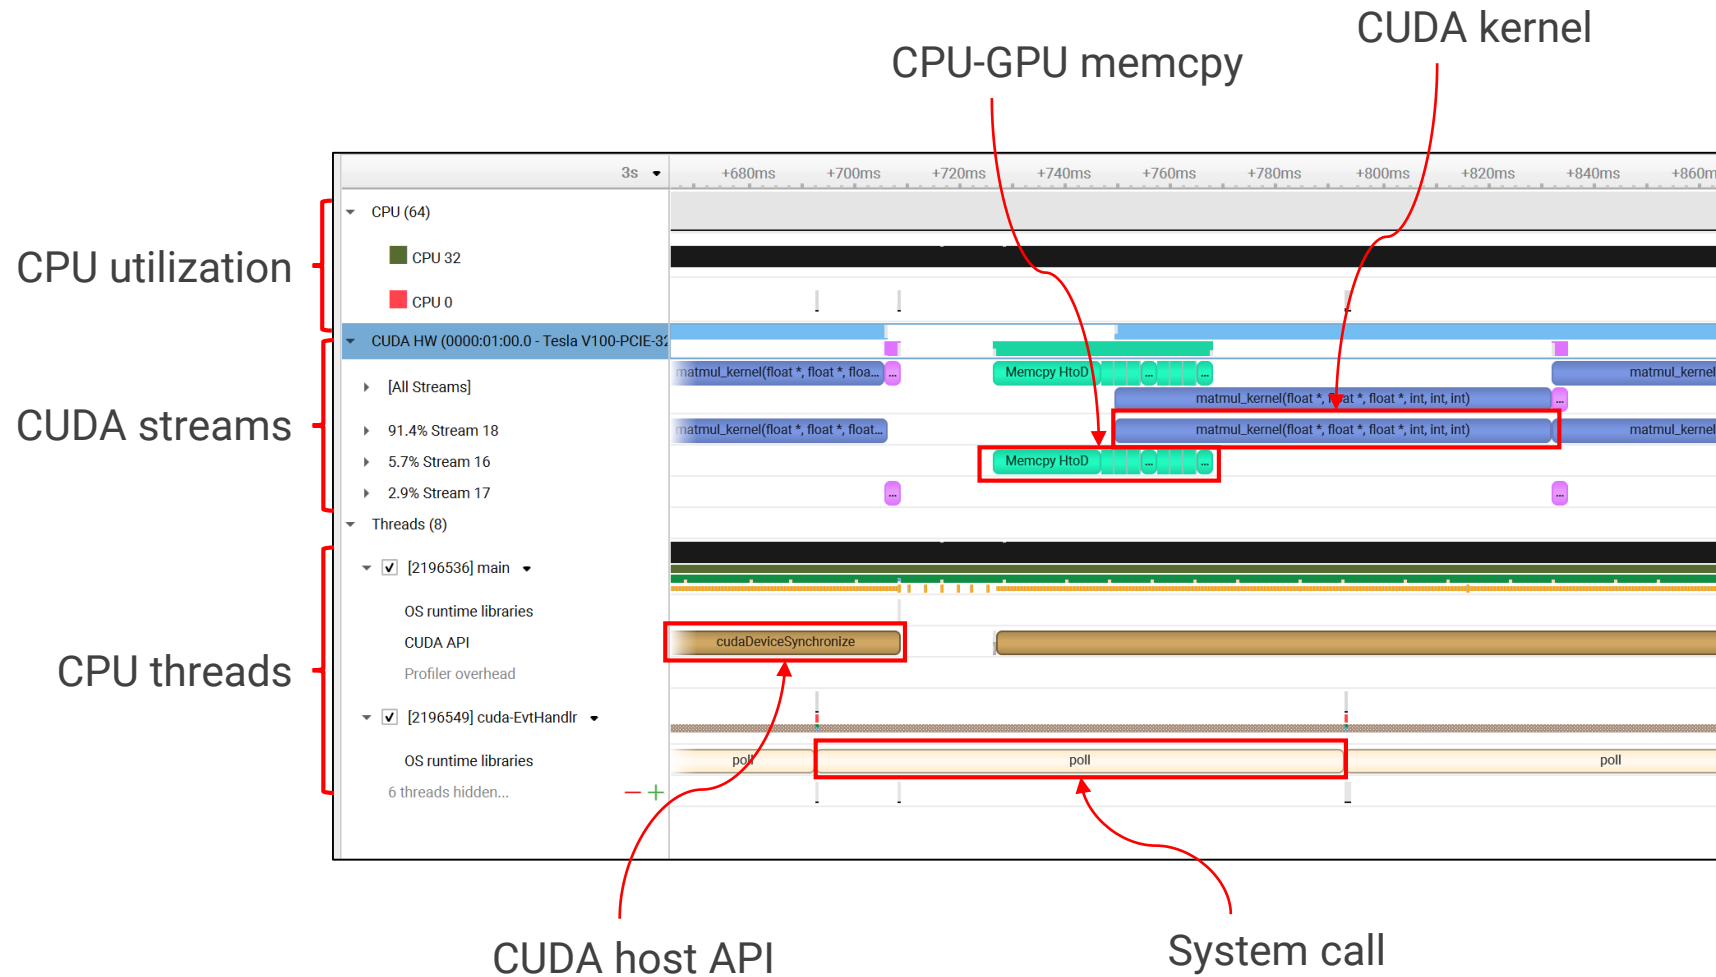 CUDA kernel
CPU-GPU memcpy
3s +680ms +700ms +720ms +740ms +760ms +780ms +800ms +820ms +840ms +860m
CPU (64)
CPU utilization
CPU 32
CPU 0
CUDA HW (0000:01:00.0 - Tesla V100-PCIE-32
matmul_kernel(float *, float *, floa... ... Memcpy HtoD ... ... matmul_kernel
[All Streams]
matmul_kernel(float *, float *, float *, int, int, int) ...
CUDA streams
91.4% Stream 18 matmul_kernel(float *, float *, float... matmul_kernel(float *, float *, float *, int, int, int) matmul_kernel
5.7% Stream 16 Memcpy HtoD ... ...
2.9% Stream 17 ... ...
Threads (8)
[2196536] main
OS runtime libraries
CUDA API cudaDeviceSynchronize
CPU threads
Profiler overhead
[2196549] cuda-EvtHandlr
OS runtime libraries poll poll poll
6 threads hidden... − +
CUDA host API
System call